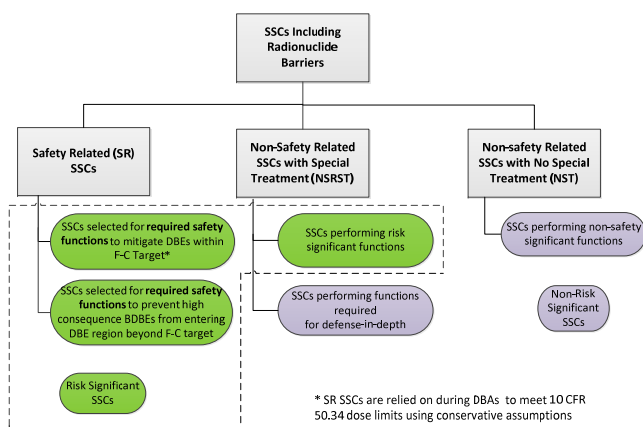 SSCs Including
Radionuclide
Barriers
Safety Related (SR)
SSCs
Non-Safety Related
SSCs with Special
Treatment (NSRST)
Non-safety Related
SSCs with No Special
Treatment (NST)
SSCs selected for required safety
functions to mitigate DBEs within
F-C Target*
SSCs performing risk
significant functions
SSCs performing non-safety
significant functions
SSCs selected for required safety
functions to prevent high
consequence BDBEs from entering
DBE region beyond F-C target
SSCs performing functions
required
for defense-in-depth
Non-Risk
Significant
SSCs
Risk Significant
SSCs
* SR SSCs are relied on during DBAs to meet 10 CFR
50.34 dose limits using conservative assumptions